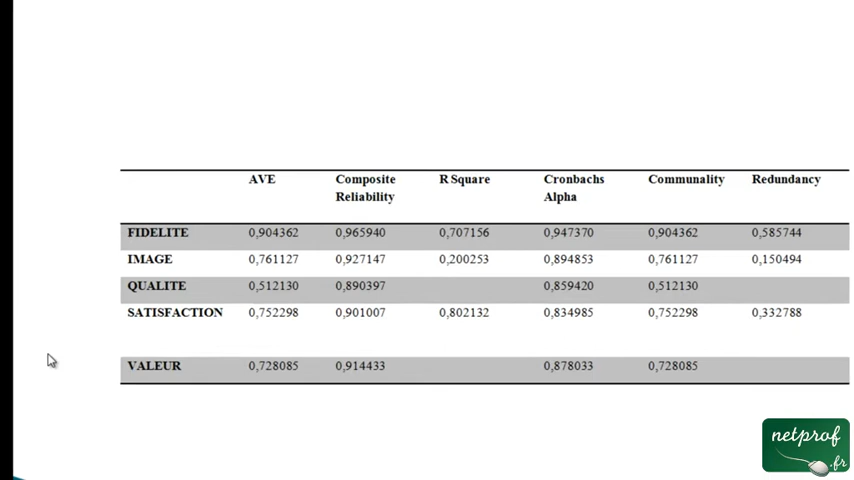 AVE Composite Reliability R Square Cronbachs Alpha Communality Redundancy
FIDELITE 0,904362 0,965940 0,707156 0,947370 0,904362 0,585744
IMAGE 0,761127 0,927147 0,200253 0,894853 0,761127 0,150494
QUALITE 0,512130 0,890397 0,859420 0,512130
SATISFACTION 0,752298 0,901007 0,802132 0,834985 0,752298 0,332788
VALEUR 0,728085 0,914433 0,878033 0,728085
netprof
.fr